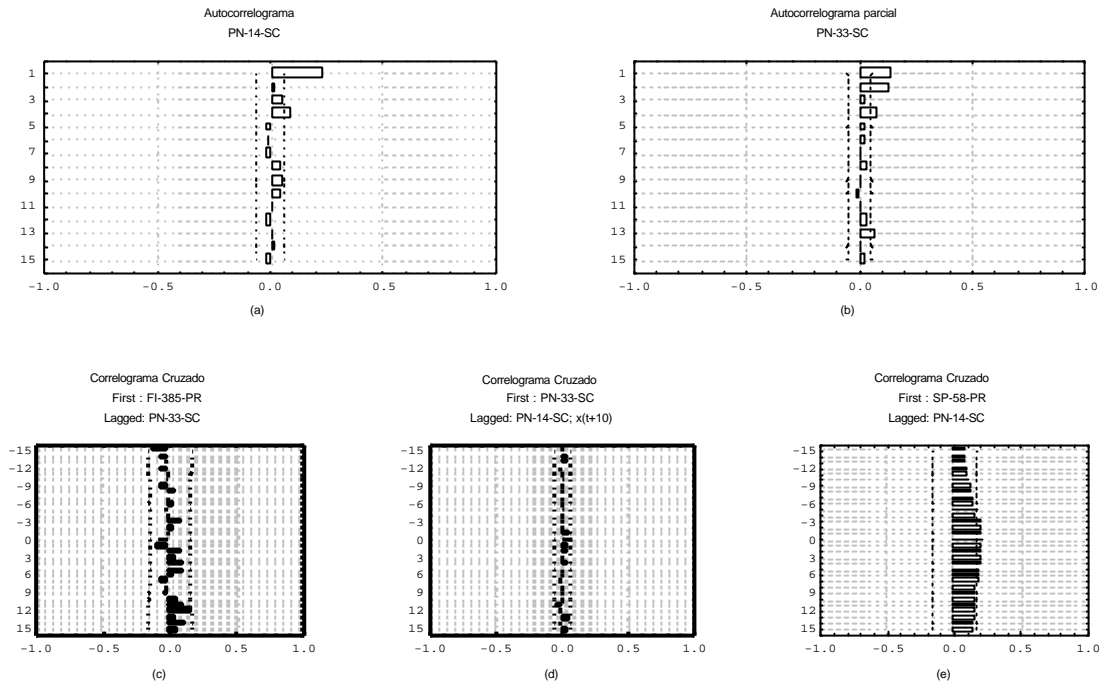 Autocorrelograma
PN-14-SC
1
3
5
7
9
11
13
15
-1.0 -0.5 0.0 0.5 1.0
(a)
Autocorrelograma parcial
PN-33-SC
1
3
5
7
9
11
13
15
-1.0 -0.5 0.0 0.5 1.0
(b)
Correlograma Cruzado
First : FI-385-PR
Lagged: PN-33-SC
-15
-12
-9
-6
-3
0
3
6
9
12
15
-1.0 -0.5 0.0 0.5 1.0
(c)
Correlograma Cruzado
First : PN-33-SC
Lagged: PN-14-SC; x(t+10)
-15
-12
-9
-6
-3
0
3
6
9
12
15
-1.0 -0.5 0.0 0.5 1.0
(d)
Correlograma Cruzado
First : SP-58-PR
Lagged: PN-14-SC
-15
-12
-9
-6
-3
0
3
6
9
12
15
-1.0 -0.5 0.0 0.5 1.0
(e)